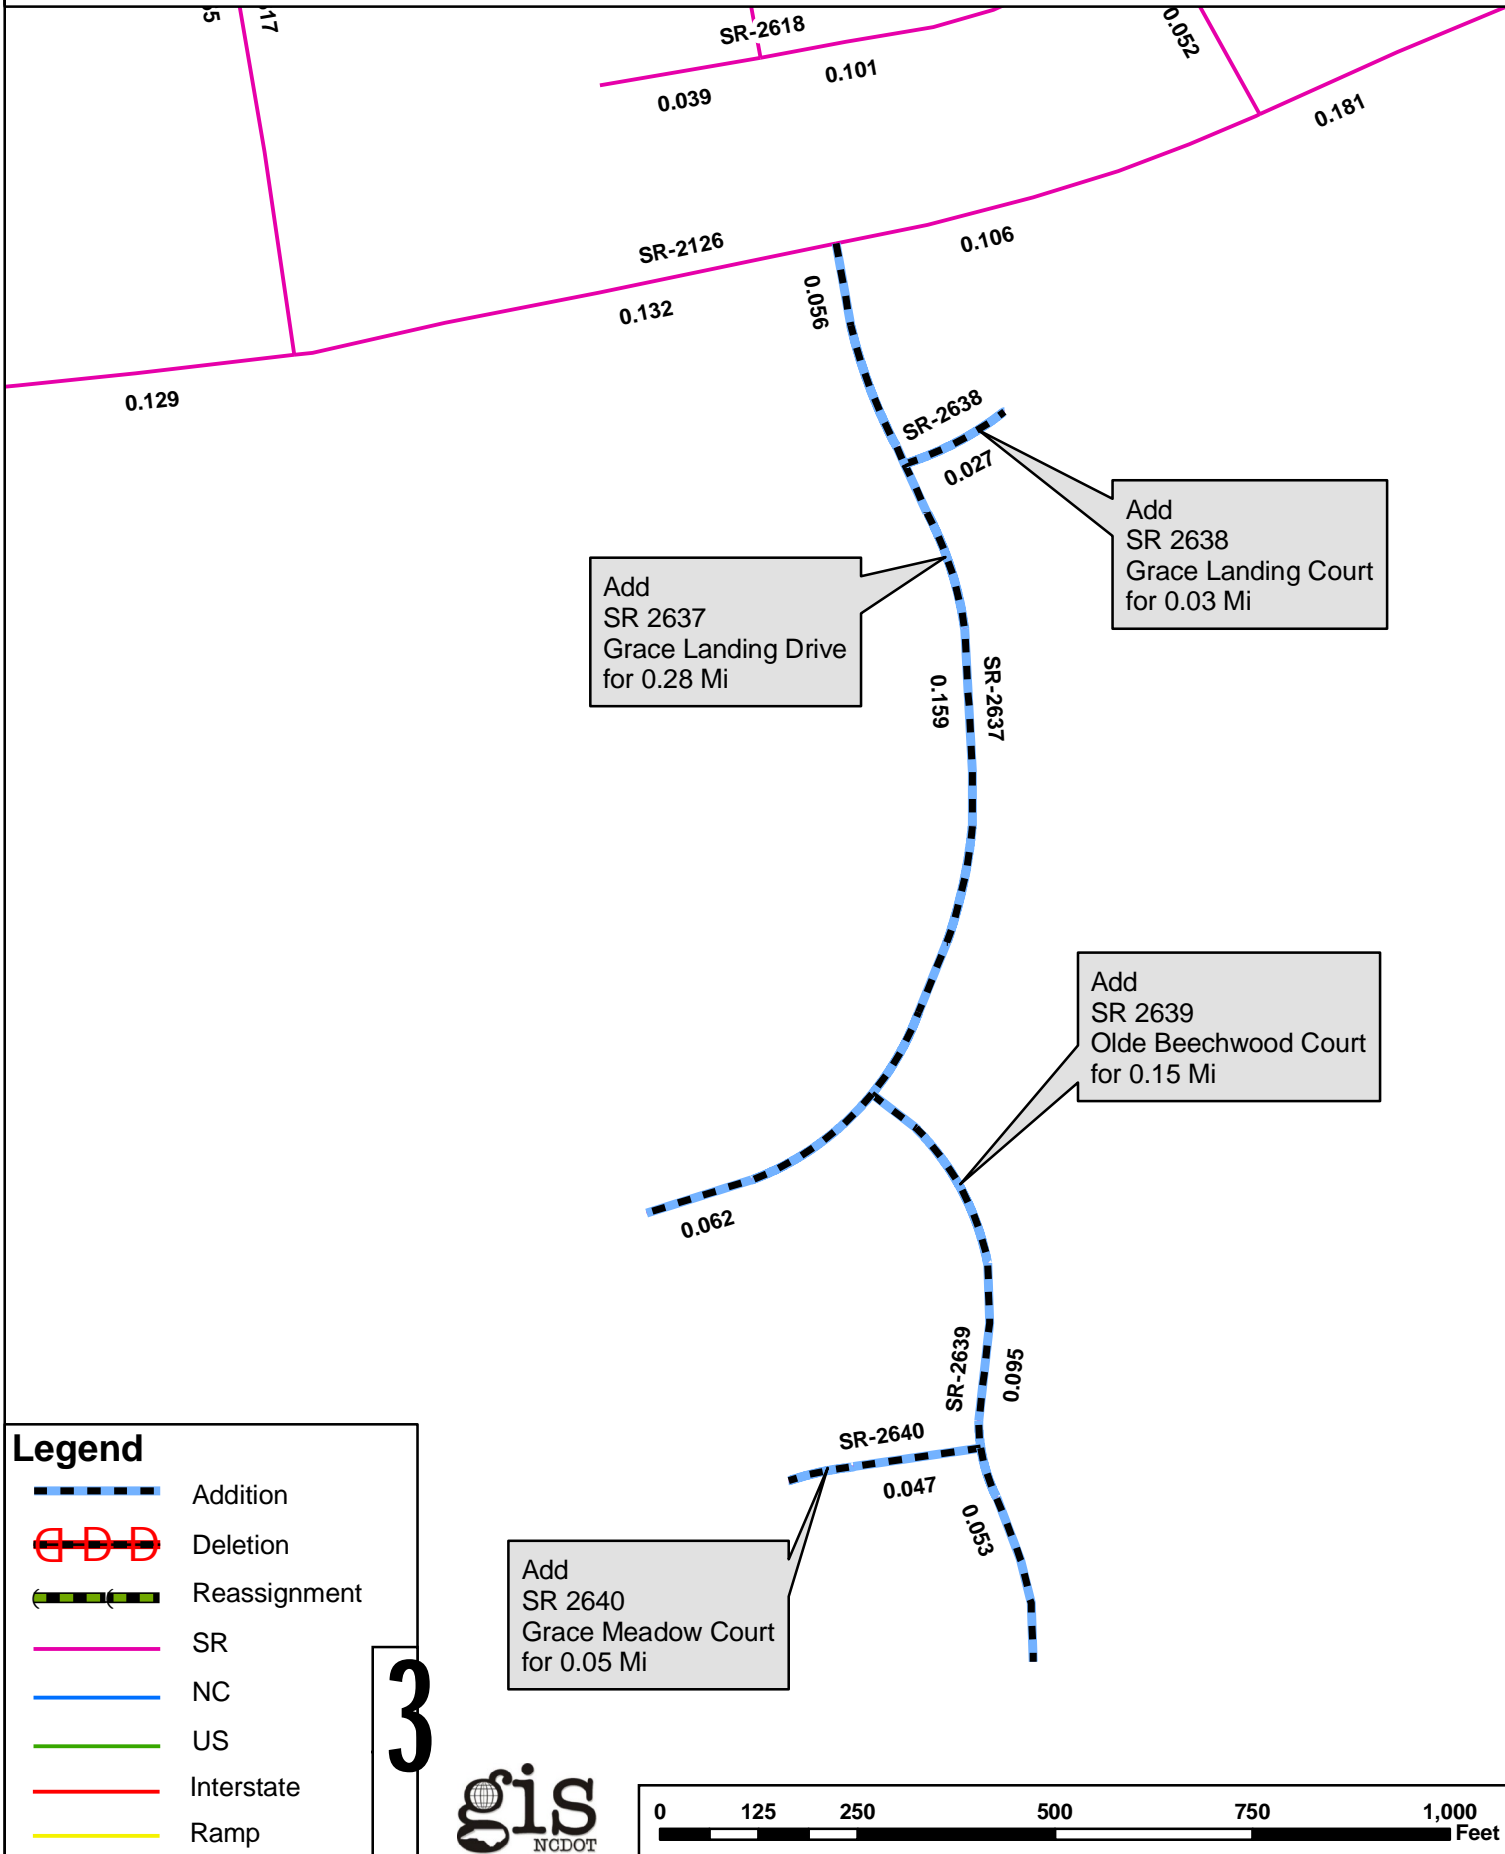 17
SR-2618
0.052
0.101
0.039
0.181
SR-2126
0.106
0.132
0.056
0.129
SR-2638
0.027
Add
SR 2638
Grace Landing Court
for 0.03 Mi
Add
SR 2637
Grace Landing Drive
for 0.28 Mi
SR-2637
0.159
Add
SR 2639
Olde Beechwood Court
for 0.15 Mi
0.062
SR-2639
0.095
SR-2640
0.047
0.053
Add
SR 2640
Grace Meadow Court
for 0.05 Mi
Legend
Addition
Deletion
Reassignment
SR
NC
US
Interstate
Ramp
3
gis
NCDOT
0 125 250 500 750 1,000
Feet